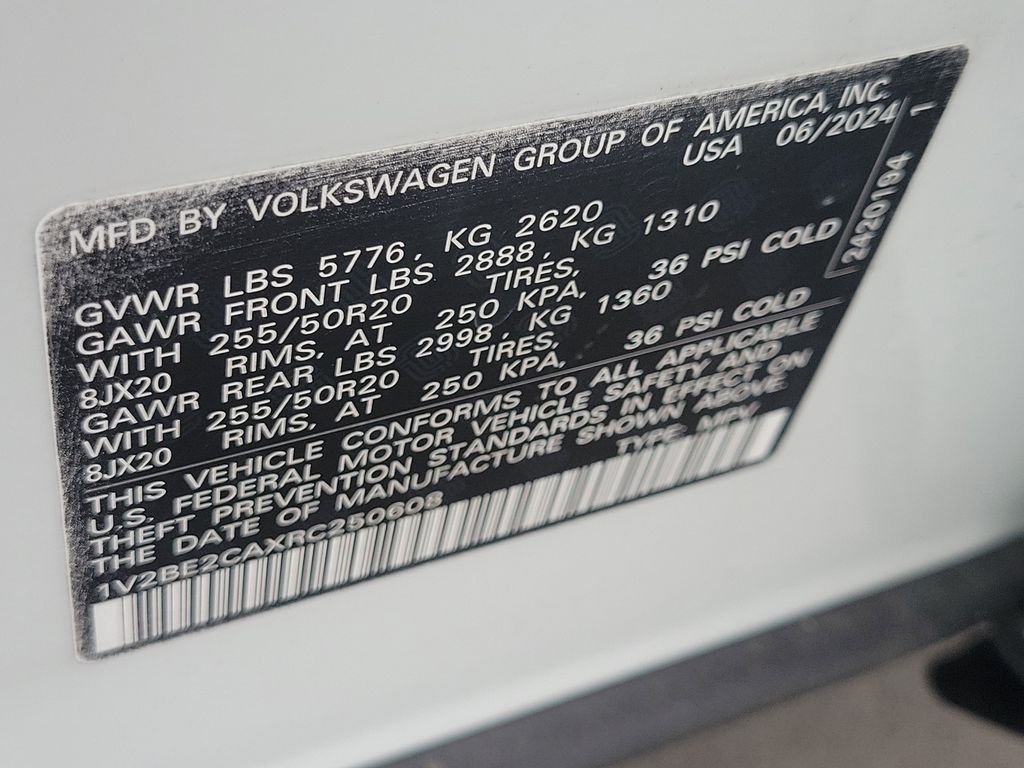 MFD BY VOLKSWAGEN GROUP OF AMERICA, INC.
USA 06/2024
GVWR LBS 5776, KG 2620
GAWR FRONT LBS 2888, KG 1310
WITH 255/50R20 TIRES,
8JX20 RIMS, AT 250 KPA, 36 PSI COLD
GAWR REAR LBS 2998, KG 1360
WITH 255/50R20 TIRES,
8JX20 RIMS, AT 250 KPA, 36 PSI COLD
THIS VEHICLE CONFORMS TO ALL APPLICABLE
U.S. FEDERAL MOTOR VEHICLE SAFETY AND
THEFT PREVENTION STANDARDS IN EFFECT ON
THE DATE OF MANUFACTURE SHOWN ABOVE.
1V2BE2CAXRC250608 TYPE: MPV
2420194 1